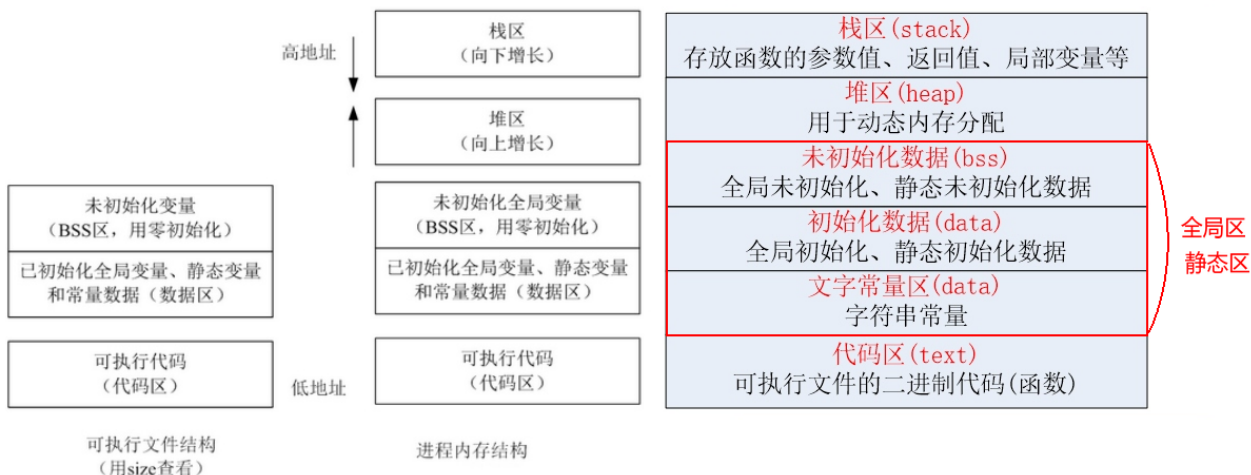 未初始化变量
（BSS区，用零初始化）
已初始化全局变量、静态变量
和常量数据（数据区）
可执行代码
（代码区）
可执行文件结构
（用size查看）
高地址
低地址
栈区
（向下增长）
堆区
（向上增长）
未初始化全局变量
（BSS区，用零初始化）
已初始化全局变量、静态变量
和常量数据（数据区）
可执行代码
（代码区）
进程内存结构
栈区(stack)
存放函数的参数值、返回值、局部变量等
堆区(heap)
用于动态内存分配
未初始化数据(bss)
全局未初始化、静态未初始化数据
初始化数据(data)
全局初始化、静态初始化数据
文字常量区(data)
字符串常量
代码区(text)
可执行文件的二进制代码(函数)
全局区
静态区